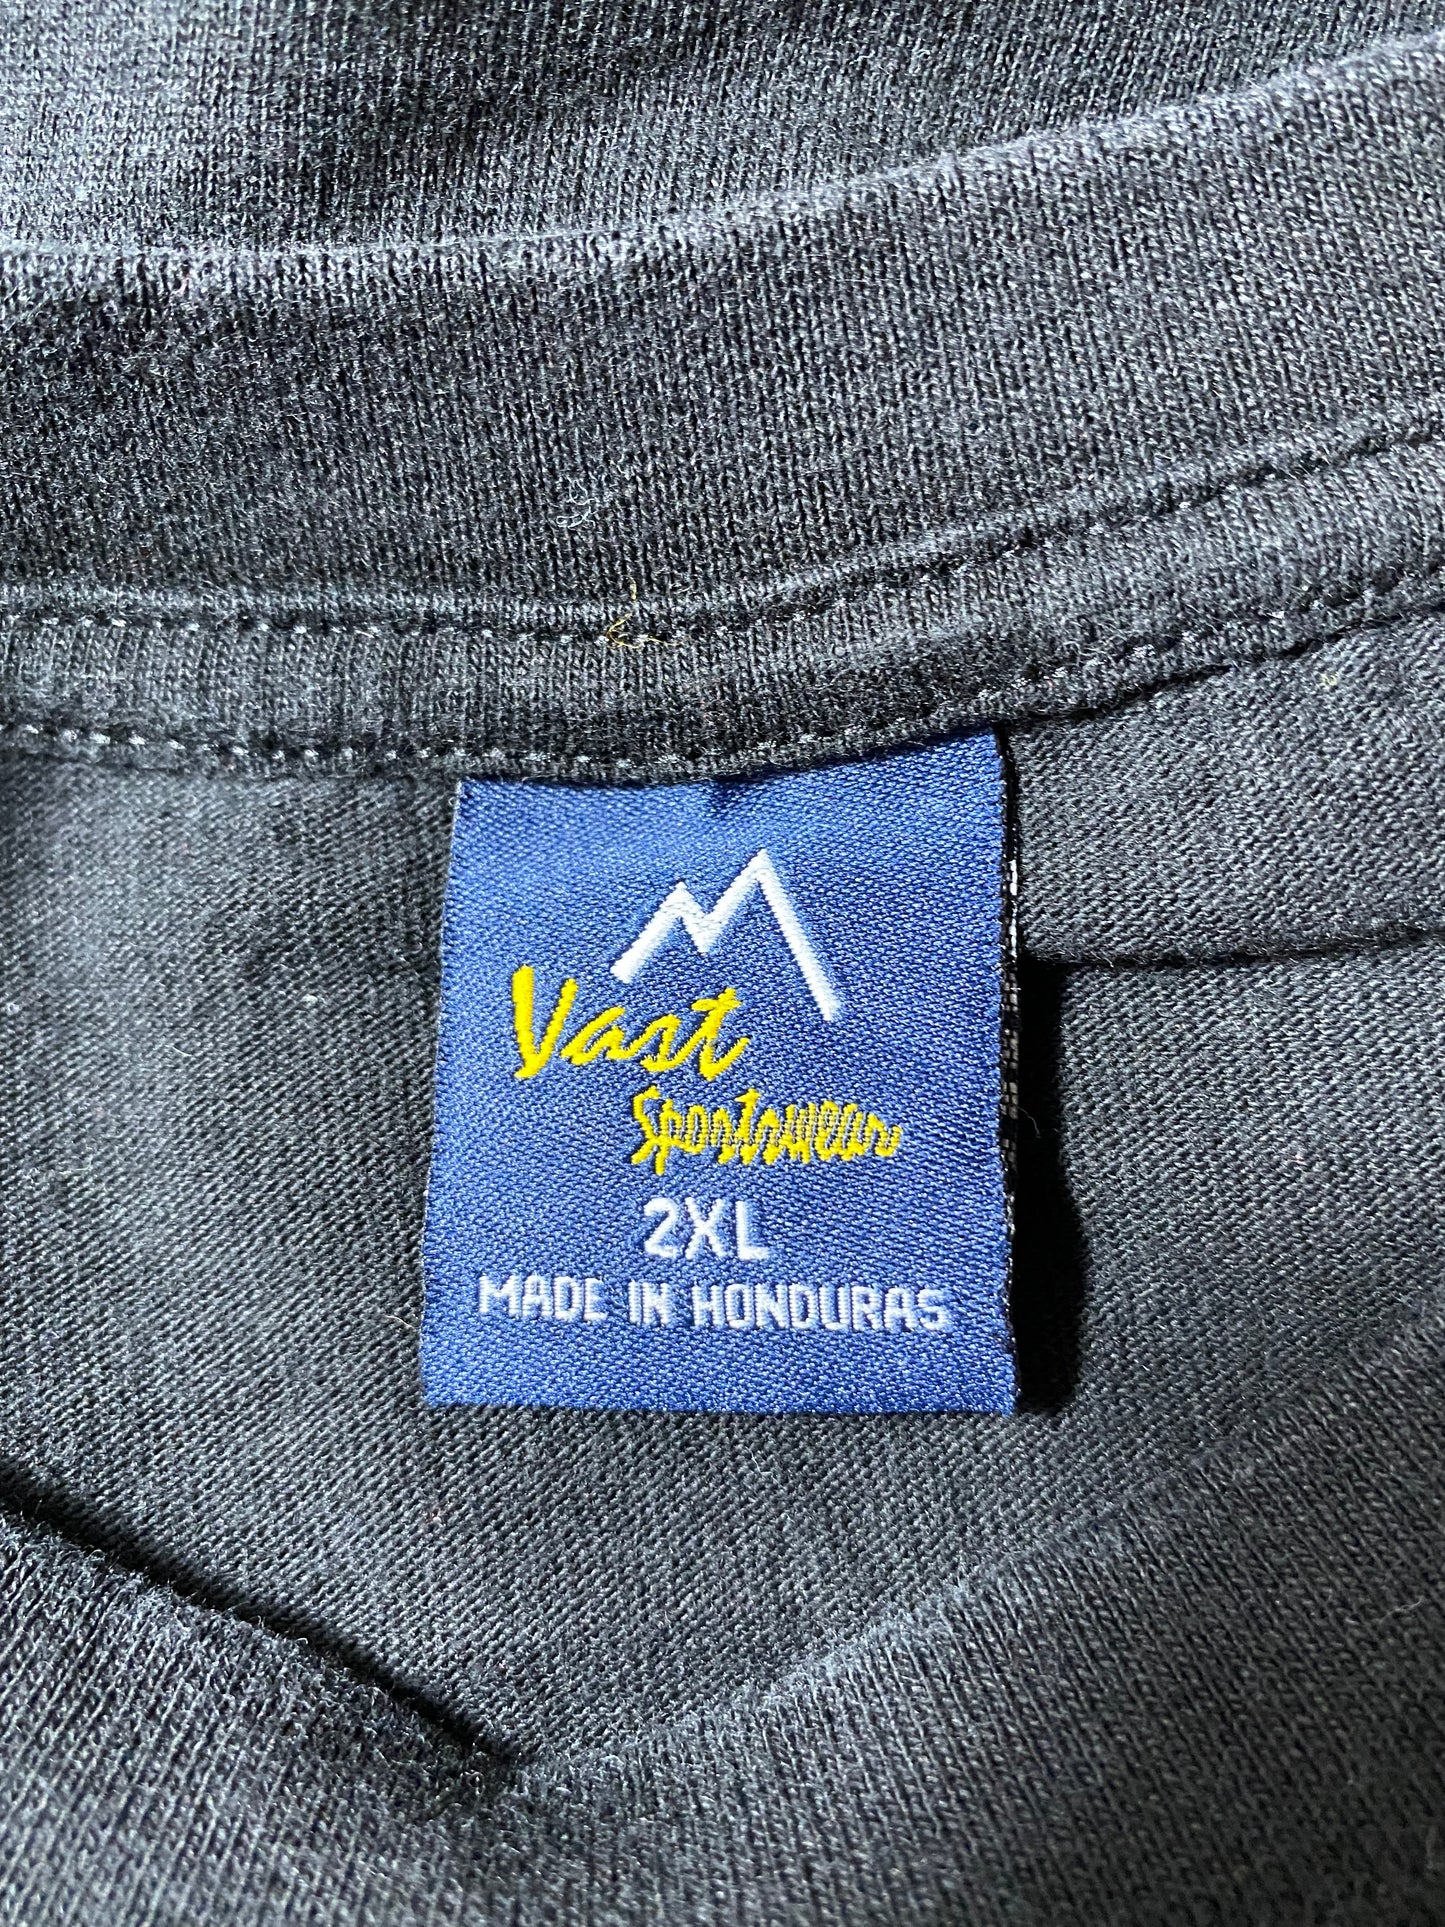 Vast
Sportswear
2XL
MADE IN HONDURAS